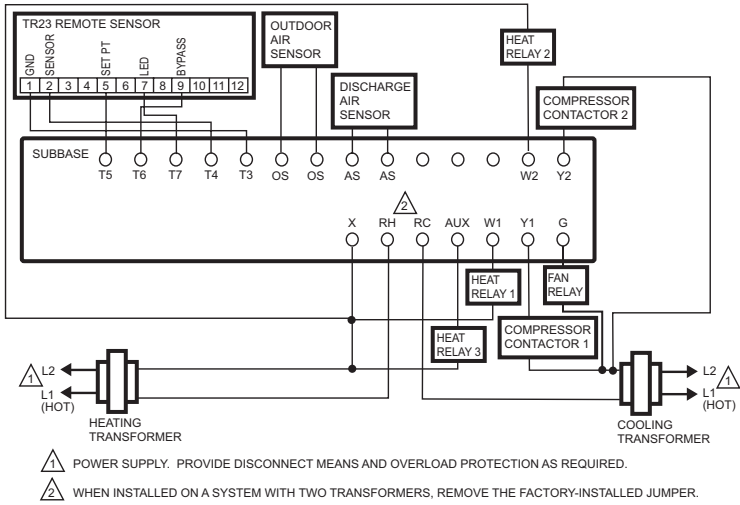 TR23 REMOTE SENSOR
GND
SENSOR
SET PT
LED
BYPASS
1 2 3 4 5 6 7 8 9 10 11 12
OUTDOOR
AIR
SENSOR
DISCHARGE
AIR
SENSOR
HEAT
RELAY 2
COMPRESSOR
CONTACTOR 2
SUBBASE
T5 T6 T7 T4 T3 OS OS AS AS W2 Y2
2
X RH RC AUX W1 Y1 G
HEAT
RELAY 1
FAN
RELAY
HEAT
RELAY 3
COMPRESSOR
CONTACTOR 1
1
L2
L1
(HOT)
HEATING
TRANSFORMER
L2
1
L1
(HOT)
COOLING
TRANSFORMER
1 POWER SUPPLY. PROVIDE DISCONNECT MEANS AND OVERLOAD PROTECTION AS REQUIRED.
2 WHEN INSTALLED ON A SYSTEM WITH TWO TRANSFORMERS, REMOVE THE FACTORY-INSTALLED JUMPER.